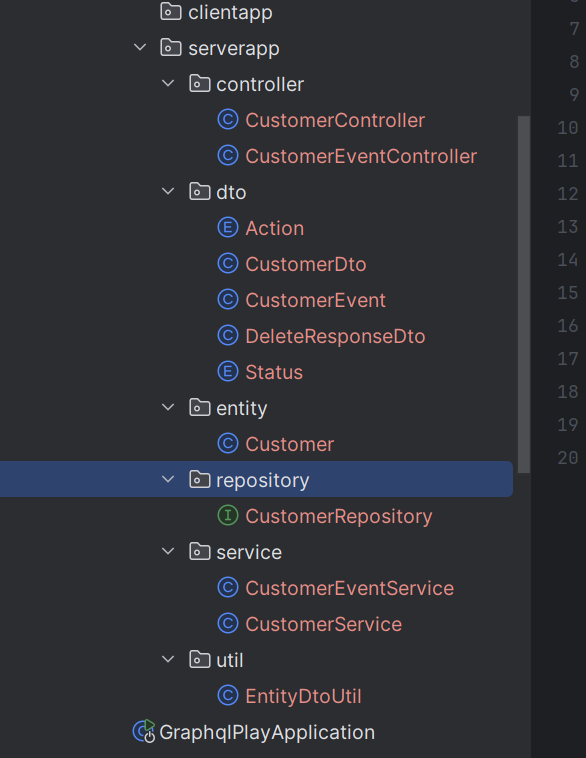 clientapp
serverapp
controller
C CustomerController
C CustomerEventController
dto
E Action
C CustomerDto
C CustomerEvent
C DeleteResponseDto
E Status
entity
C Customer
repository
I CustomerRepository
service
C CustomerEventService
C CustomerService
util
C EntityDtoUtil
C GraphqlPlayApplication
7
8
9
10
11
12
13
14
15
16
17
18
19
20